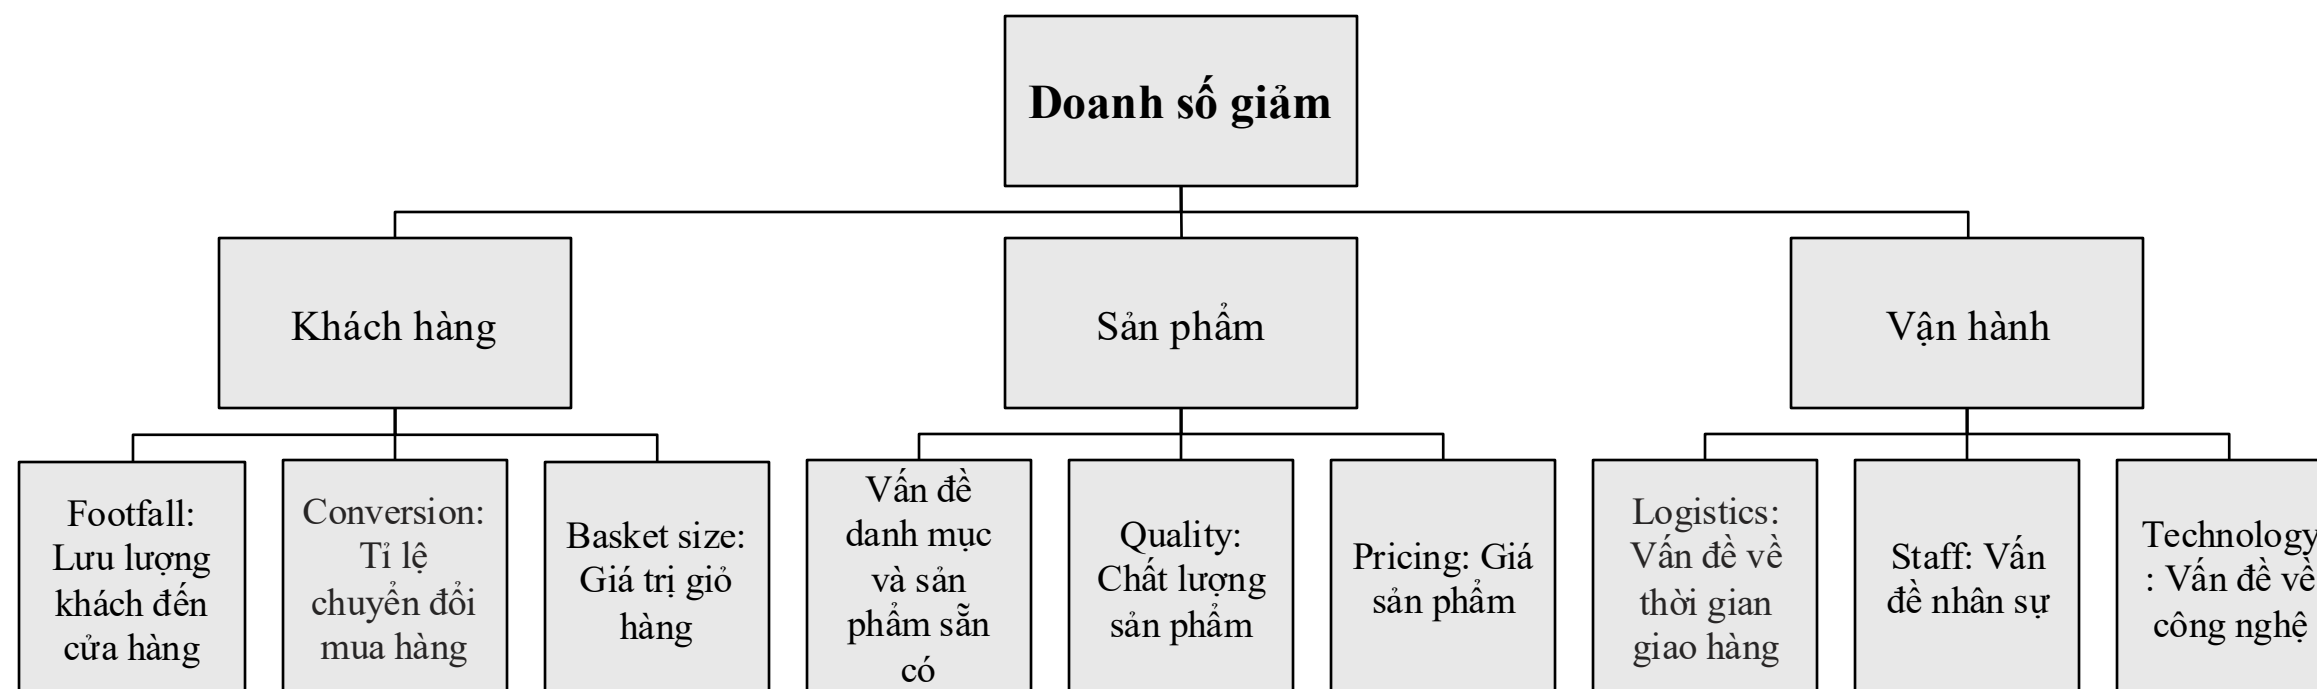 Doanh số giảm
Khách hàng
Sản phẩm
Vận hành
Footfall:
Lưu lượng
khách đến
cửa hàng
Conversion:
Tỉ lệ
chuyển đổi
mua hàng
Basket size:
Giá trị giỏ
hàng
Vấn đề
danh mục
và sản
phẩm sẵn
có
Quality:
Chất lượng
sản phẩm
Pricing: Giá
sản phẩm
Logistics:
Vấn đề về
thời gian
giao hàng
Staff: Vấn
đề nhân sự
Technology
: Vấn đề về
công nghệ